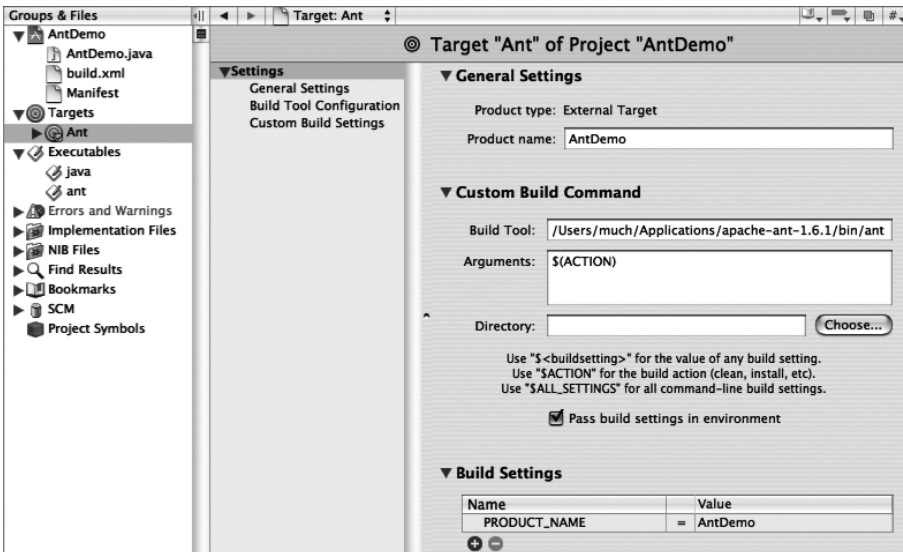 Groups & Files
Target: Ant
AntDemo
AntDemo.java
build.xml
Manifest
Targets
Ant
Executables
java
ant
Errors and Warnings
Implementation Files
NIB Files
Find Results
Bookmarks
SCM
Project Symbols
Target "Ant" of Project "AntDemo"
Settings
General Settings
Build Tool Configuration
Custom Build Settings
General Settings
Product type: External Target
Product name: AntDemo
Custom Build Command
Build Tool: /Users/much/Applications/apache-ant-1.6.1/bin/ant
Arguments: $(ACTION)
Directory: Choose...
Use "$<buildsetting>" for the value of any build setting.
Use "$ACTION" for the build action (clean, install, etc).
Use "$ALL_SETTINGS" for all command-line build settings.
Pass build settings in environment
Build Settings
Name Value
PRODUCT_NAME = AntDemo